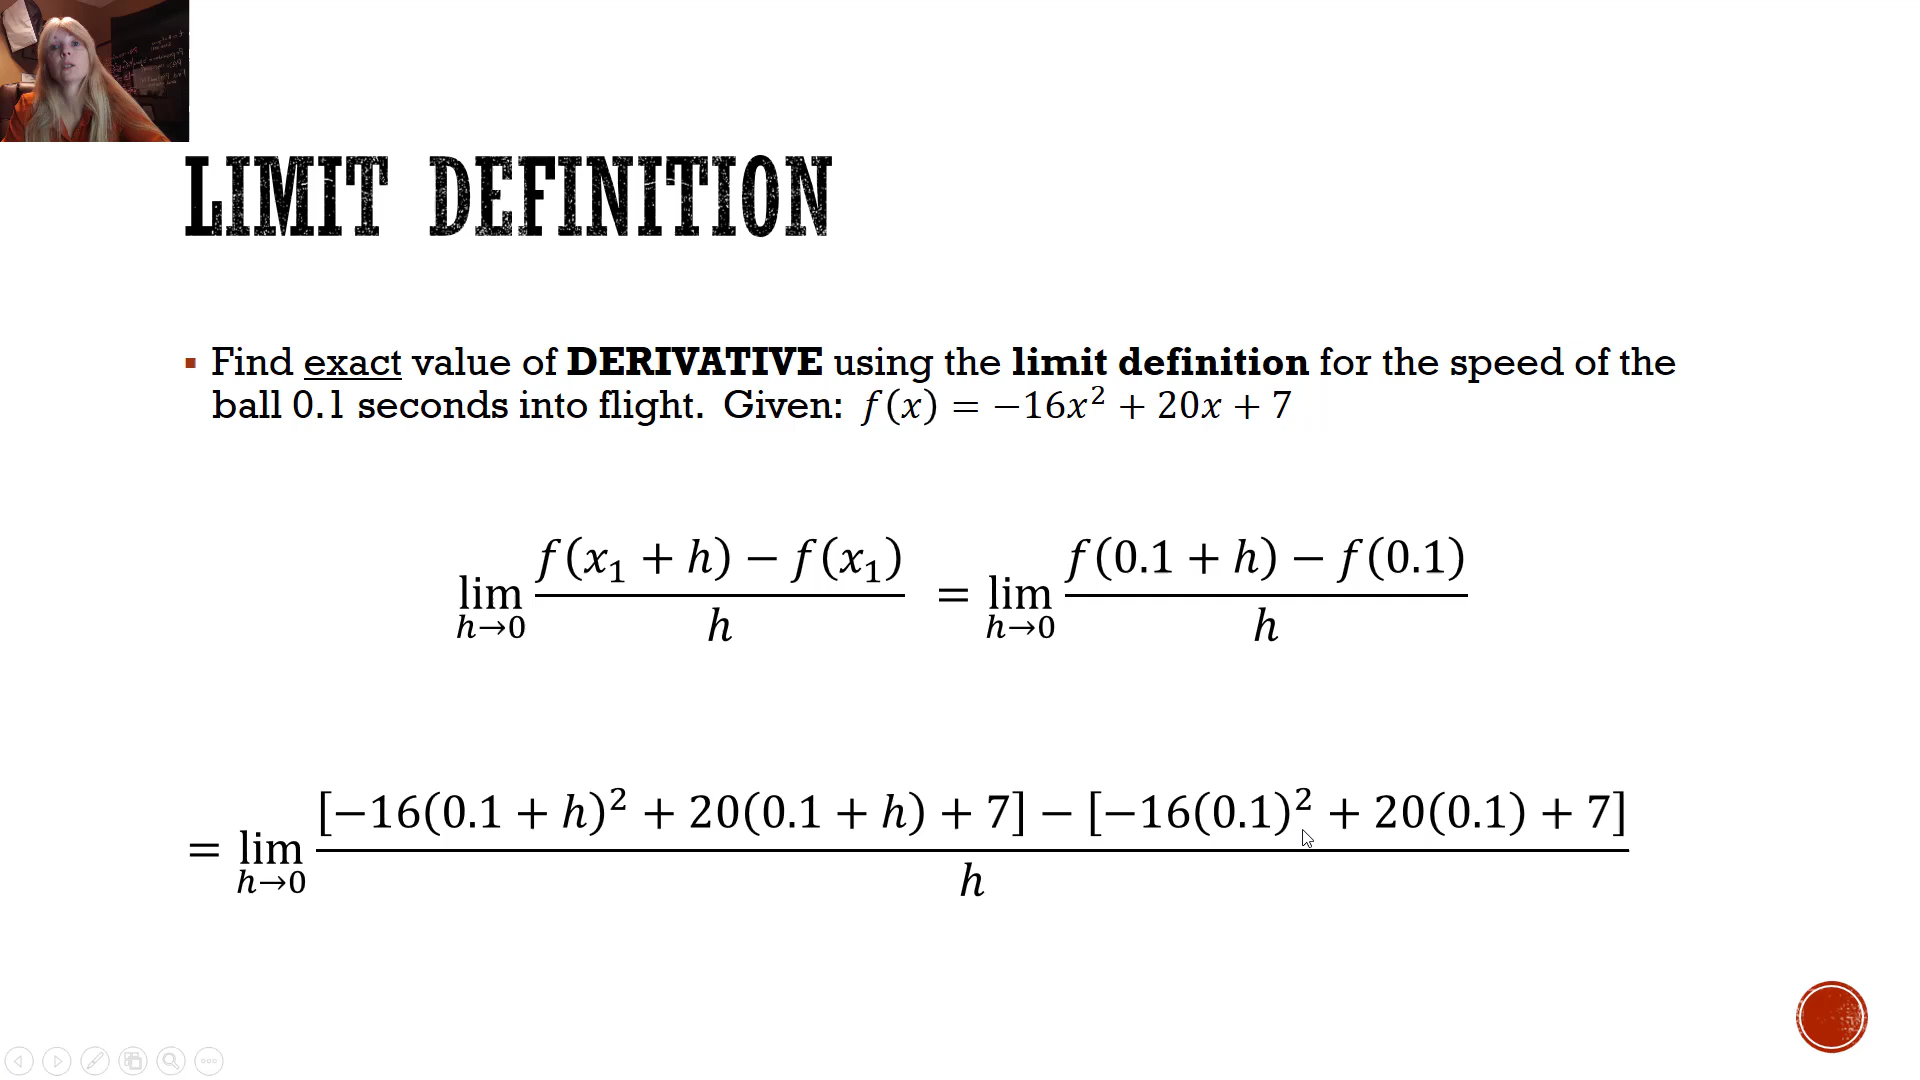 LIMIT DEFINITION
▪ Find exact value of DERIVATIVE using the limit definition for the speed of the
ball 0.1 seconds into flight. Given: f(x) = −16x² + 20x + 7
lim h→0 f(x₁ + h) − f(x₁) / h = lim h→0 f(0.1 + h) − f(0.1) / h
= lim h→0 [−16(0.1 + h)² + 20(0.1 + h) + 7] − [−16(0.1)² + 20(0.1) + 7] / h